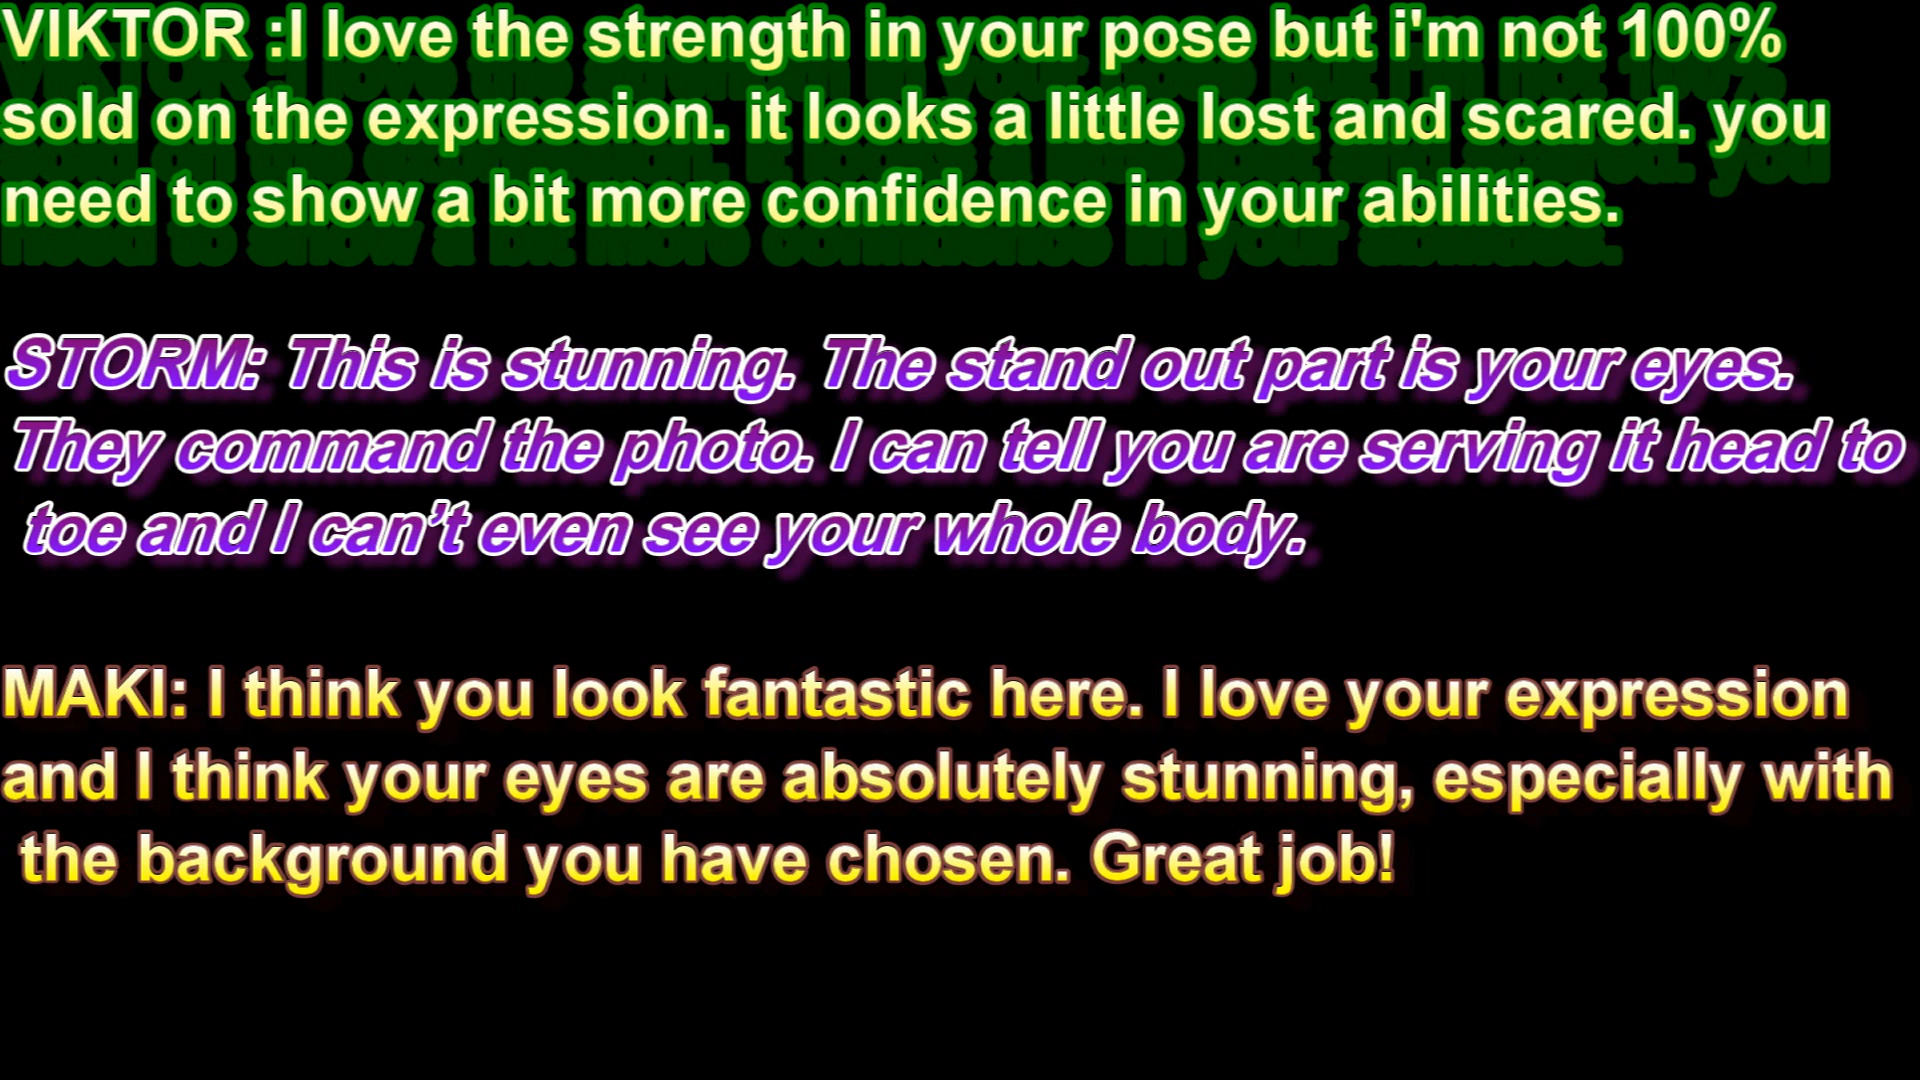 VIKTOR :I love the strength in your pose but i'm not 100%
sold on the expression. it looks a little lost and scared. you
need to show a bit more confidence in your abilities.
STORM: This is stunning. The stand out part is your eyes.
They command the photo. I can tell you are serving it head to
toe and I can’t even see your whole body.
MAKI: I think you look fantastic here. I love your expression
and I think your eyes are absolutely stunning, especially with
the background you have chosen. Great job!